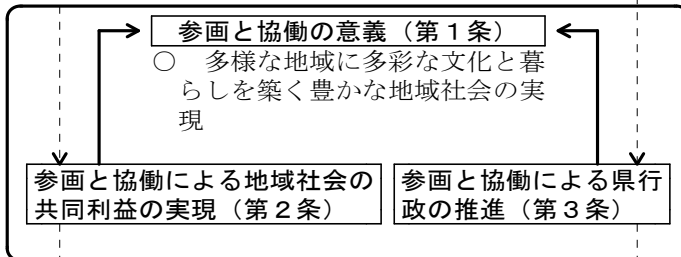 参画と協働の意義（第１条）
○　多様な地域に多彩な文化と暮
らしを築く豊かな地域社会の実
現
参画と協働による地域社会の
共同利益の実現（第２条）
参画と協働による県行
政の推進（第３条）